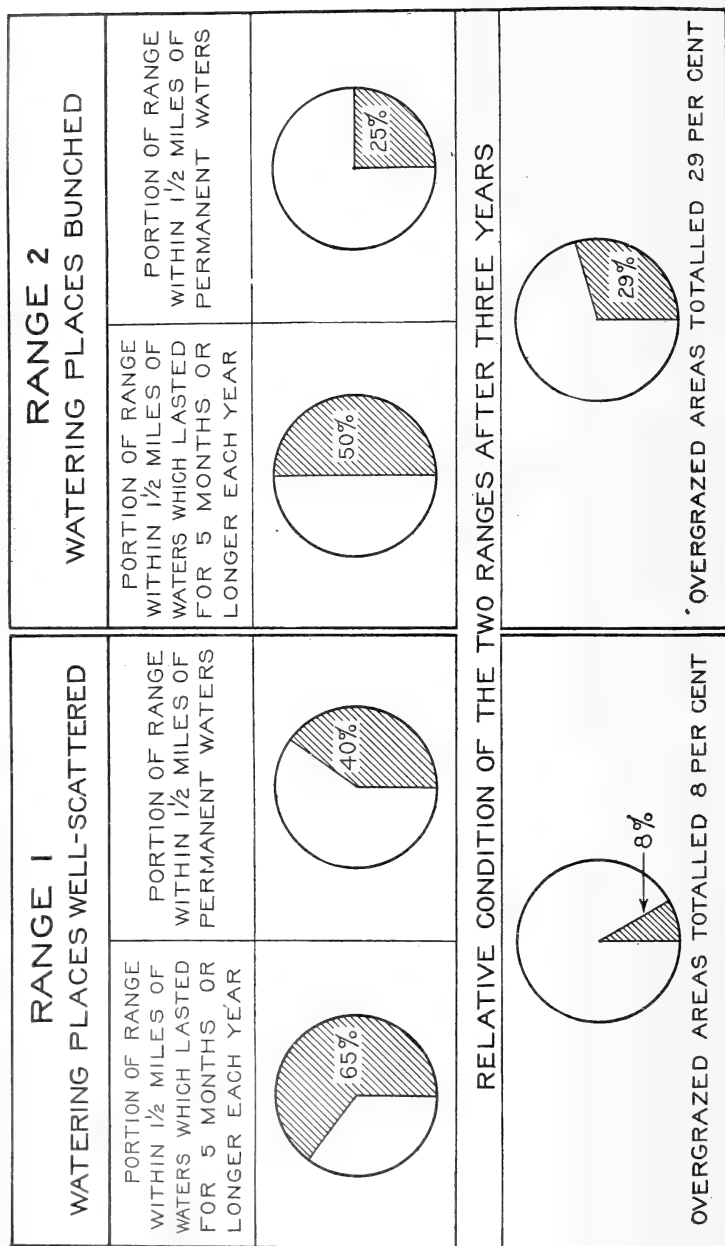 RANGE 1
WATERING PLACES WELL-SCATTERED
PORTION OF RANGE
WITHIN 1½ MILES OF
WATERS WHICH LASTED
FOR 5 MONTHS OR
LONGER EACH YEAR
PORTION OF RANGE
WITHIN 1½ MILES OF
PERMANENT WATERS
65%
40%
RANGE 2
WATERING PLACES BUNCHED
PORTION OF RANGE
WITHIN 1½ MILES OF
WATERS WHICH LASTED
FOR 5 MONTHS OR
LONGER EACH YEAR
PORTION OF RANGE
WITHIN 1½ MILES OF
PERMANENT WATERS
50%
25%
RELATIVE CONDITION OF THE TWO RANGES AFTER THREE YEARS
8%
OVERGRAZED AREAS TOTALLED 8 PER CENT
29%
OVERGRAZED AREAS TOTALLED 29 PER CENT